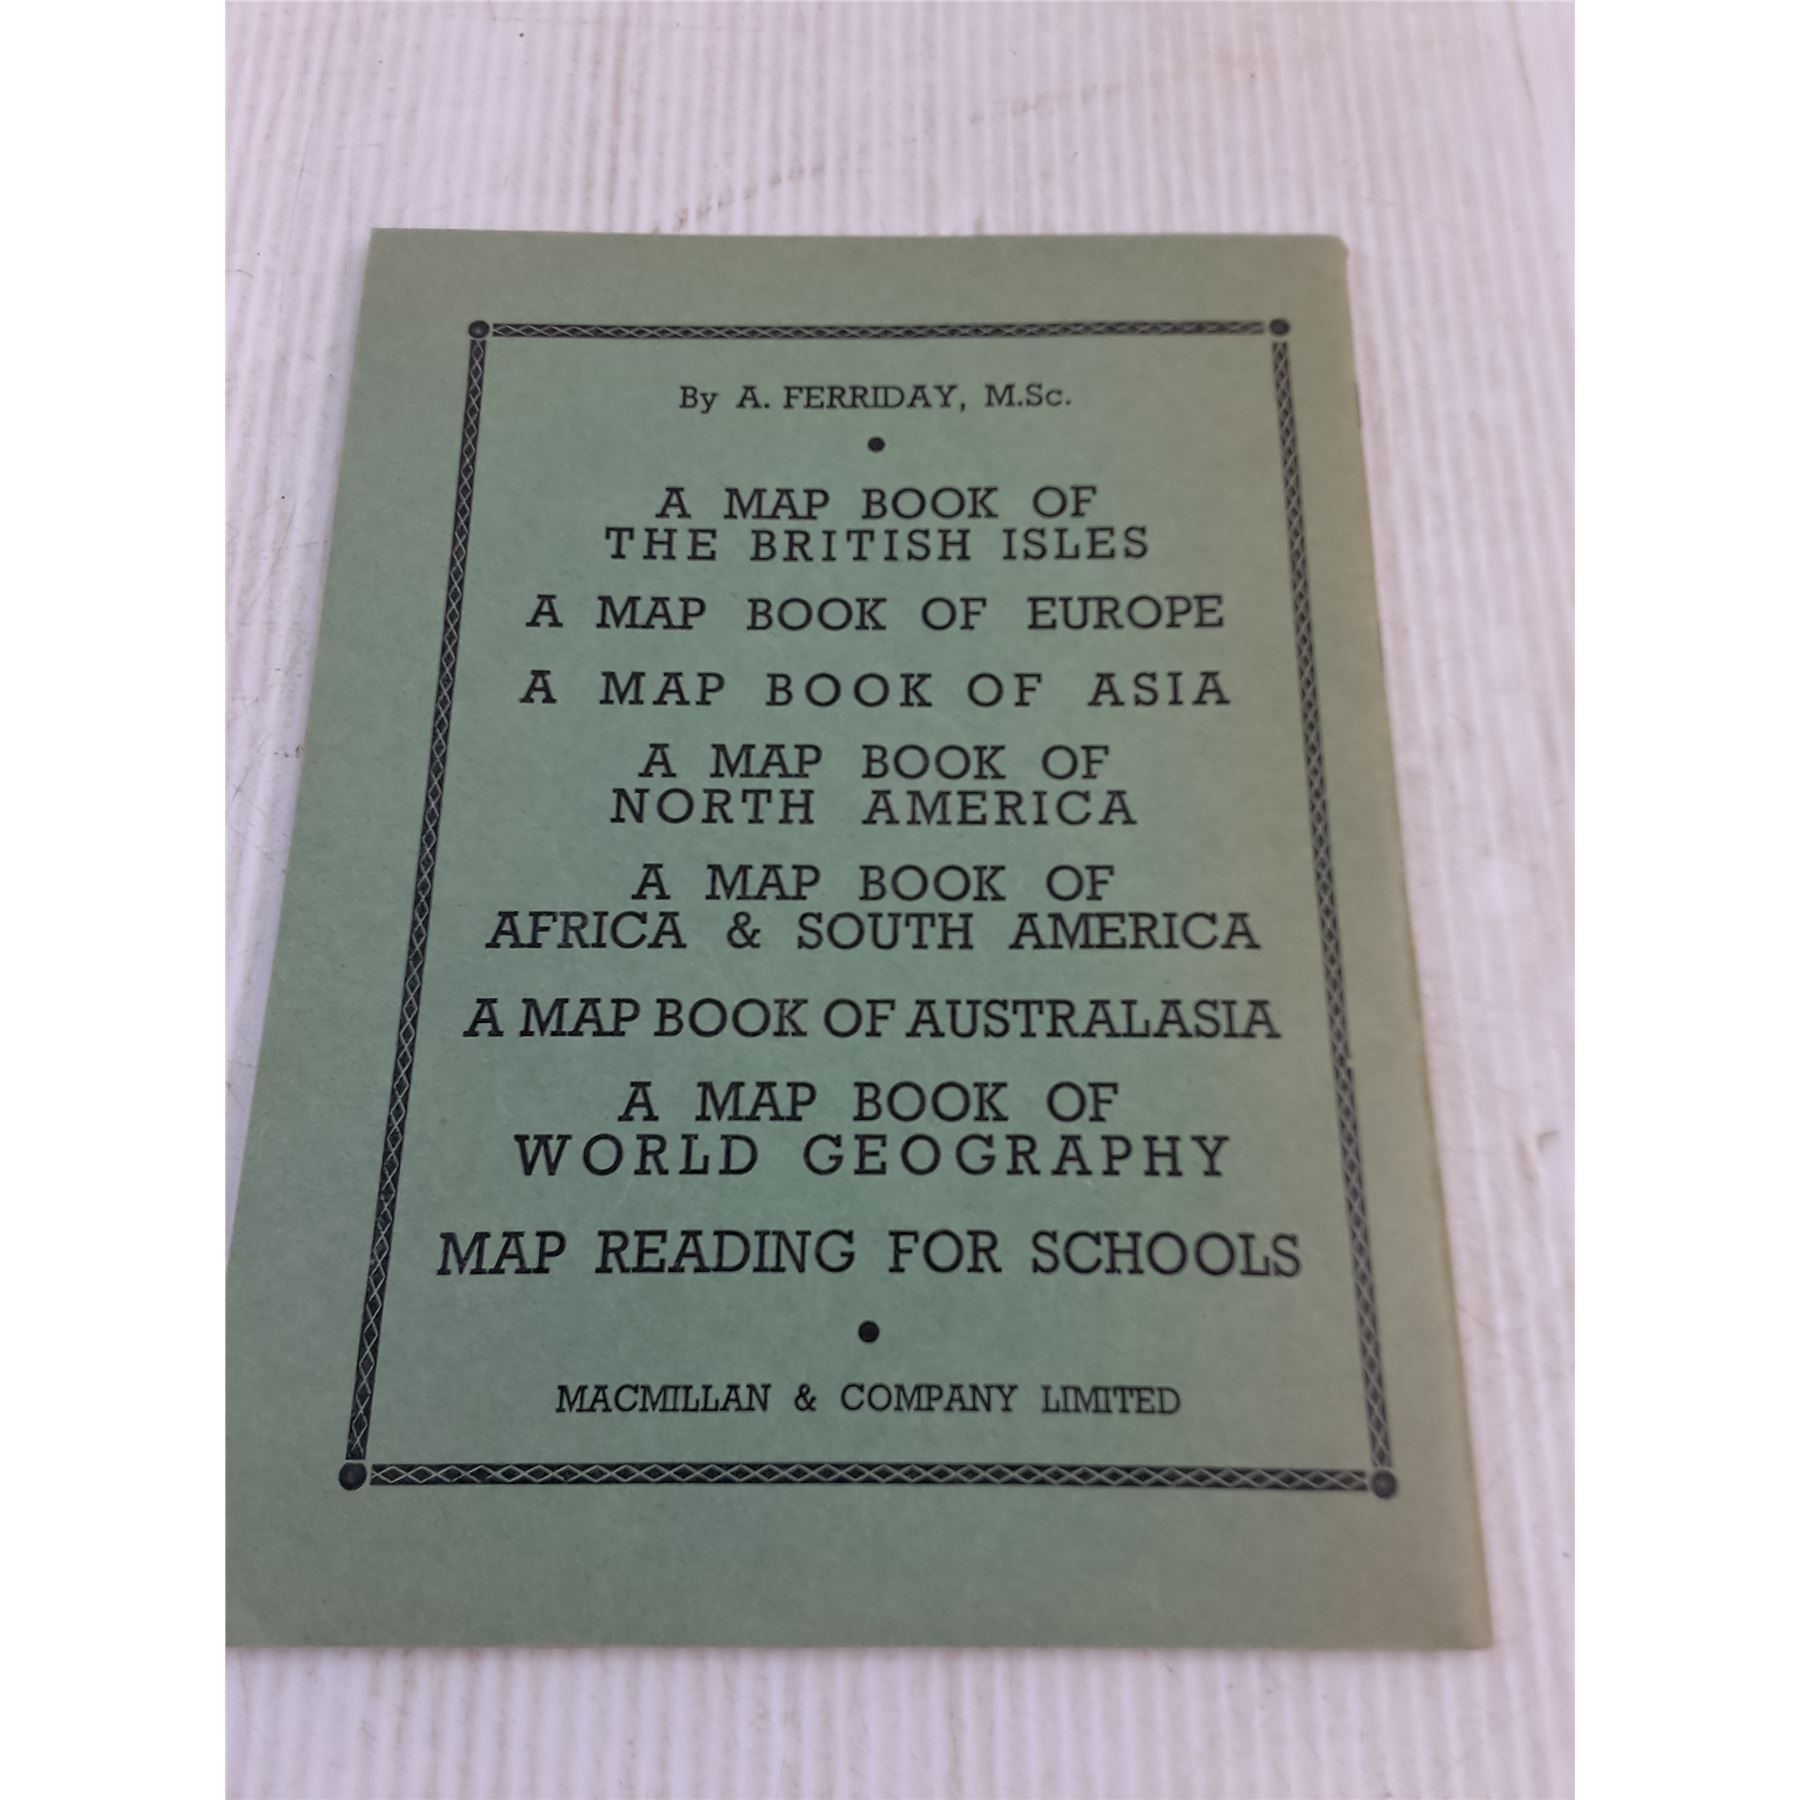 By A. FERRIDAY, M.Sc.
A MAP BOOK OF
THE BRITISH ISLES
A MAP BOOK OF EUROPE
A MAP BOOK OF ASIA
A MAP BOOK OF
NORTH AMERICA
A MAP BOOK OF
AFRICA & SOUTH AMERICA
A MAP BOOK OF AUSTRALASIA
A MAP BOOK OF
WORLD GEOGRAPHY
MAP READING FOR SCHOOLS
MACMILLAN & COMPANY LIMITED